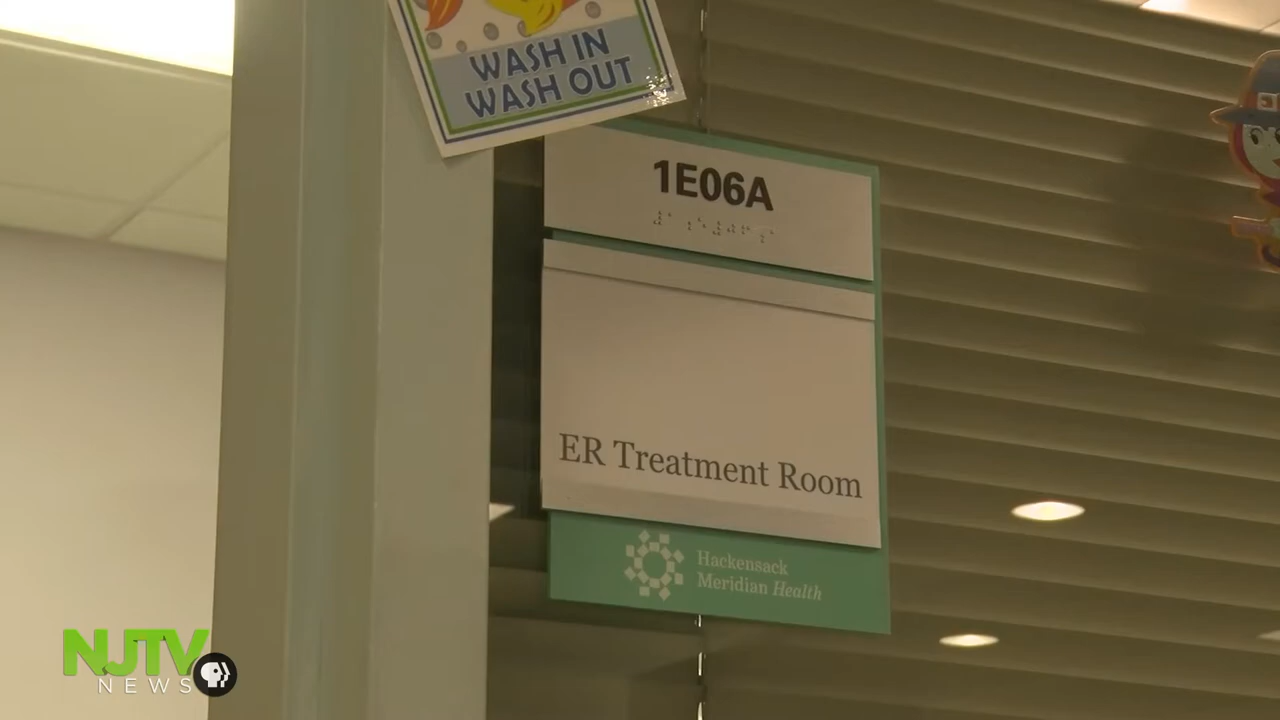 WASH IN
WASH OUT
1E06A
ER Treatment Room
Hackensack
Meridian Health
NJTV
NEWS